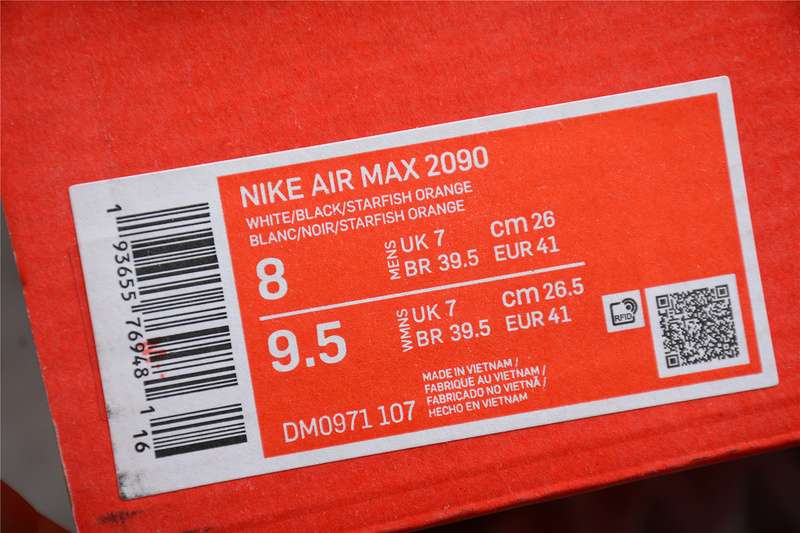 NIKE AIR MAX 2090
WHITE/BLACK/STARFISH ORANGE
BLANC/NOIR/STARFISH ORANGE
8
MENS
UK 7
cm 26
BR 39.5
EUR 41
9.5
WMNS
UK 7
cm 26.5
BR 39.5
EUR 41
RFID
DM0971 107
MADE IN VIETNAM /
FABRIQUE AU VIETNAM /
FABRICADO NO VIETNÃ /
HECHO EN VIETNAM
1 93655 76948 1 16